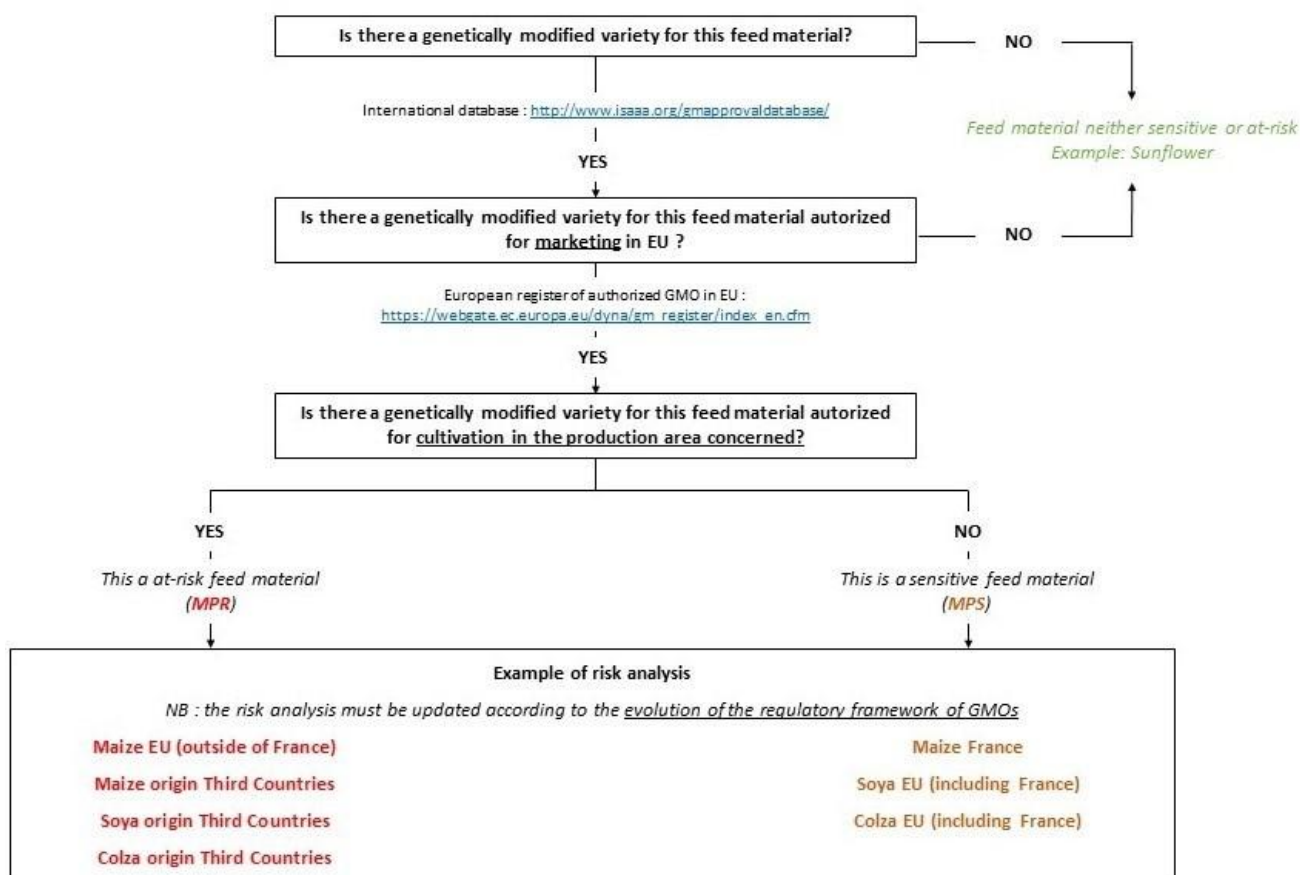 Is there a genetically modified variety for this feed material?
NO
International database : http://www.isaaa.org/gmapprovaldatabase/
Feed material neither sensitive or at-risk
Example: Sunflower
YES
Is there a genetically modified variety for this feed material autorized
for marketing in EU ?
NO
European register of authorized GMO in EU :
https://webgate.ec.europa.eu/dyna/gm_register/index_en.cfm
YES
Is there a genetically modified variety for this feed material autorized
for cultivation in the production area concerned?
YES
NO
This a at-risk feed material
(MPR)
This is a sensitive feed material
(MPS)
Example of risk analysis
NB : the risk analysis must be updated according to the evolution of the regulatory framework of GMOs
Maize EU (outside of France)
Maize France
Maize origin Third Countries
Soya EU (including France)
Soya origin Third Countries
Colza EU (including France)
Colza origin Third Countries